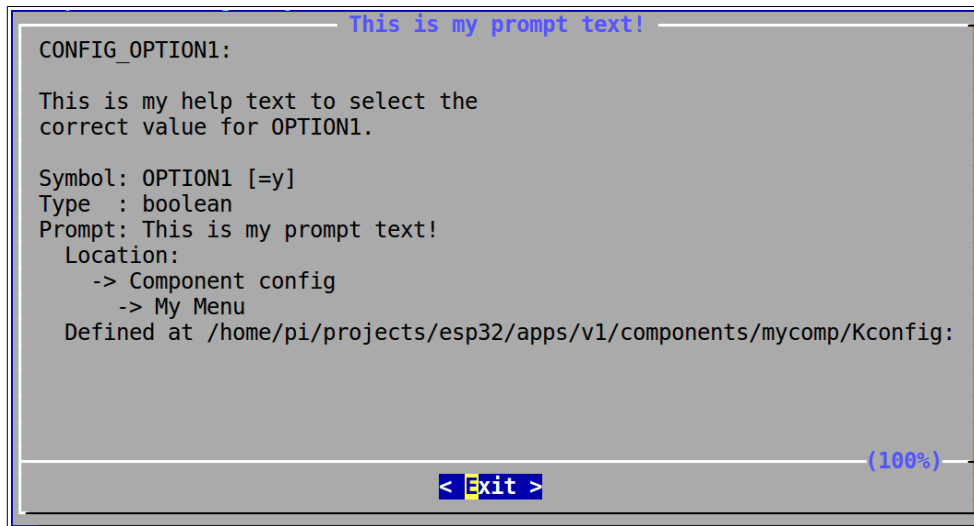 This is my prompt text!
CONFIG_OPTION1:
This is my help text to select the
correct value for OPTION1.
Symbol: OPTION1 [=y]
Type  : boolean
Prompt: This is my prompt text!
  Location:
    -> Component config
      -> My Menu
  Defined at /home/pi/projects/esp32/apps/v1/components/mycomp/Kconfig:
(100%)
< Exit >